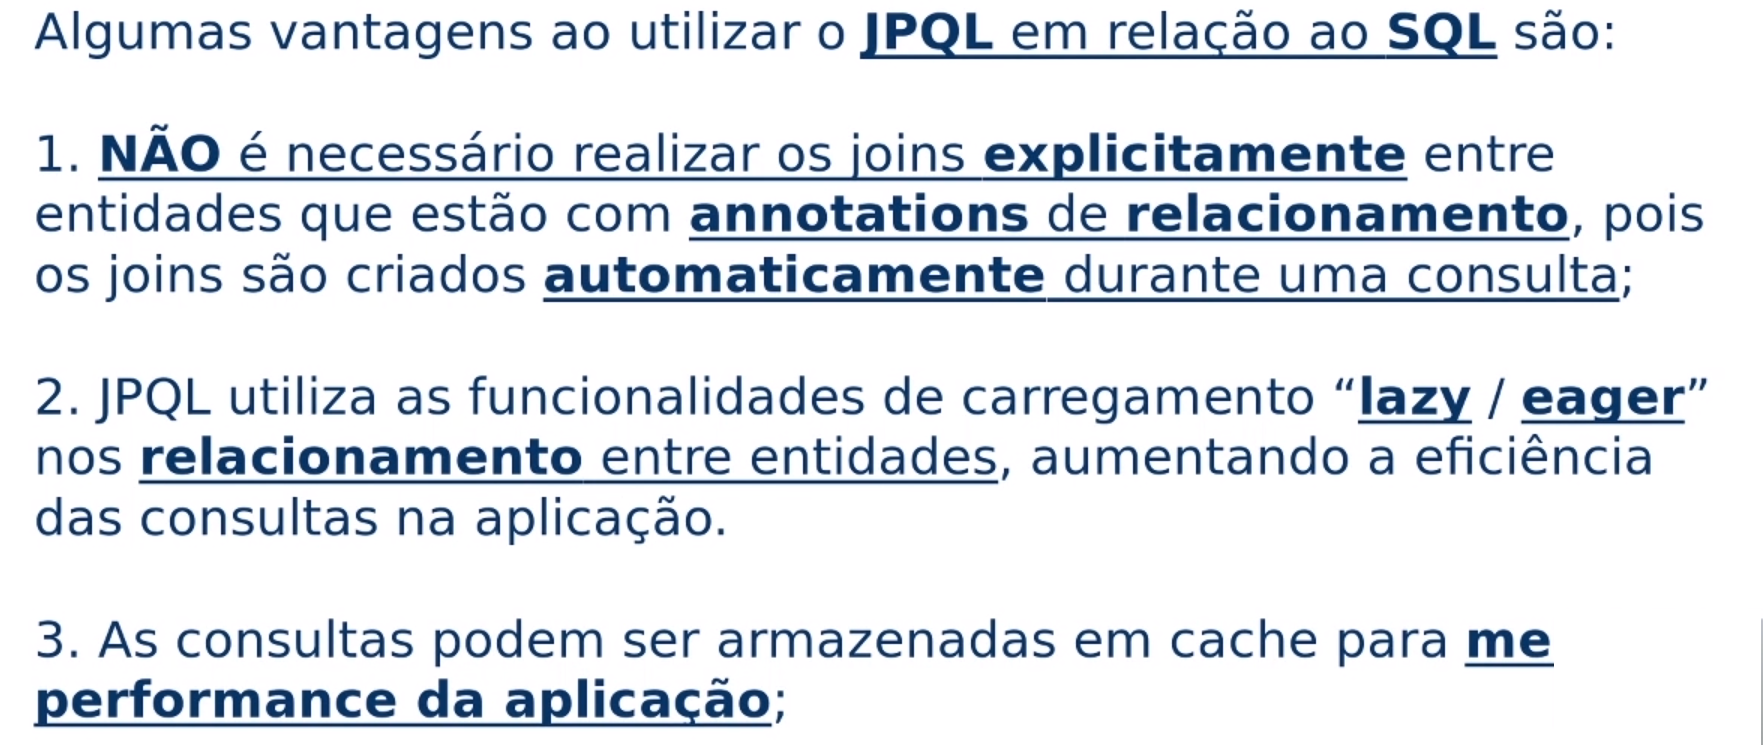 Algumas vantagens ao utilizar o JPQL em relação ao SQL são:
1. NÃO é necessário realizar os joins explicitamente entre
entidades que estão com annotations de relacionamento, pois
os joins são criados automaticamente durante uma consulta;
2. JPQL utiliza as funcionalidades de carregamento “lazy / eager”
nos relacionamento entre entidades, aumentando a eficiência
das consultas na aplicação.
3. As consultas podem ser armazenadas em cache para me
performance da aplicação;